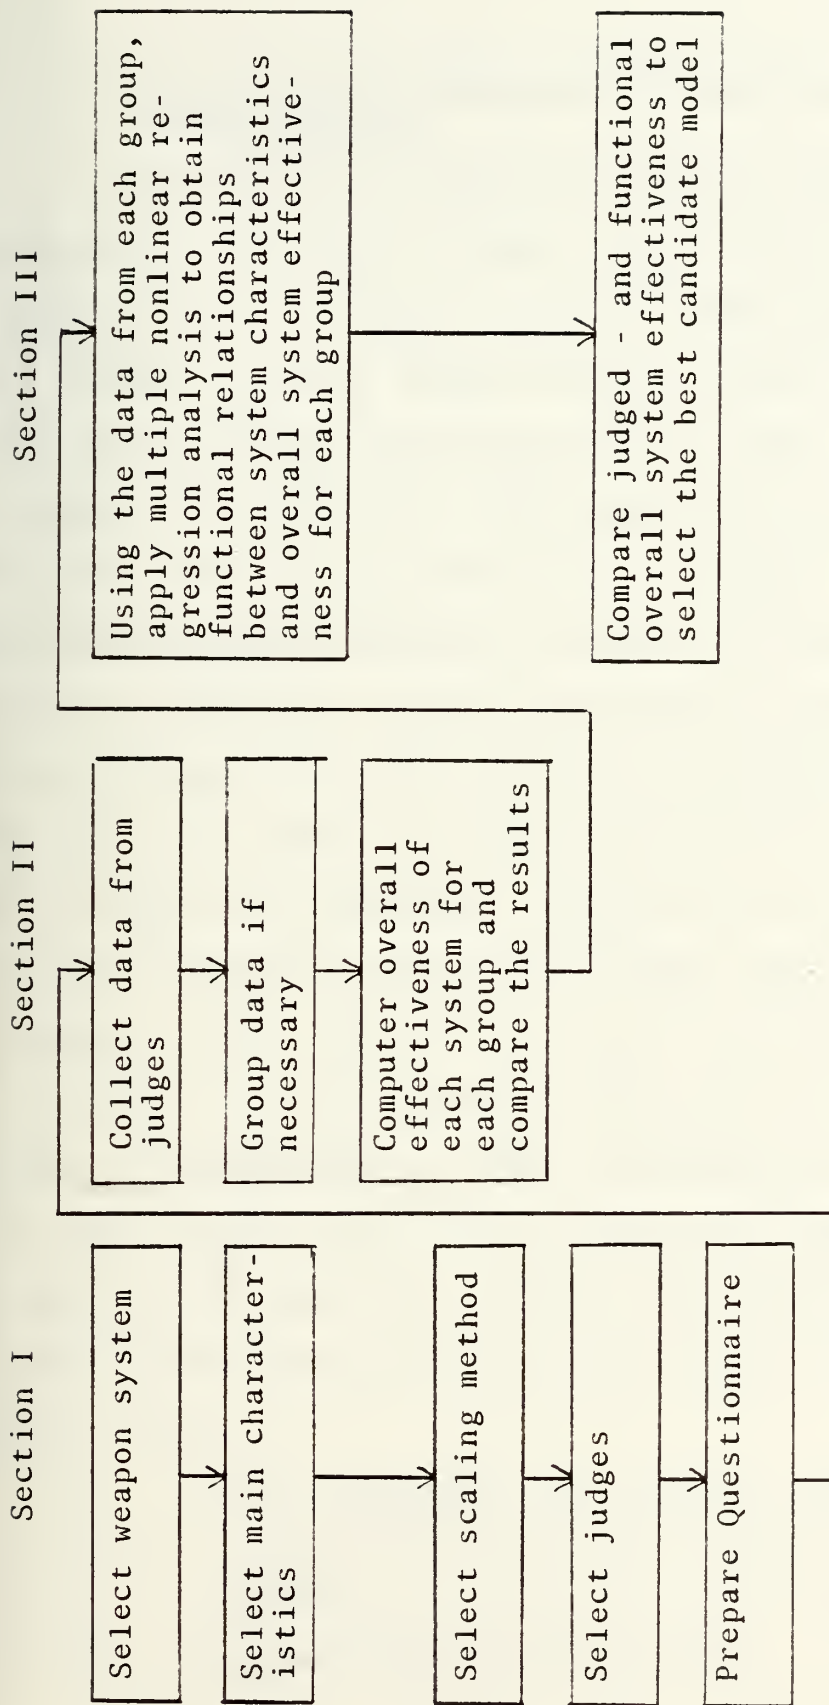 Section I
Select weapon system
Select main character-
istics
Select scaling method
Select judges
Prepare Questionnaire
Section II
Collect data from
judges
Group data if
necessary
Computer overall
effectiveness of
each system for
each group and
compare the results
Section III
Using the data from each group,
apply multiple nonlinear re-
gression analysis to obtain
functional relationships
between system characteristics
and overall system effective-
ness for each group
Compare judged - and functional
overall system effectiveness to
select the best candidate model